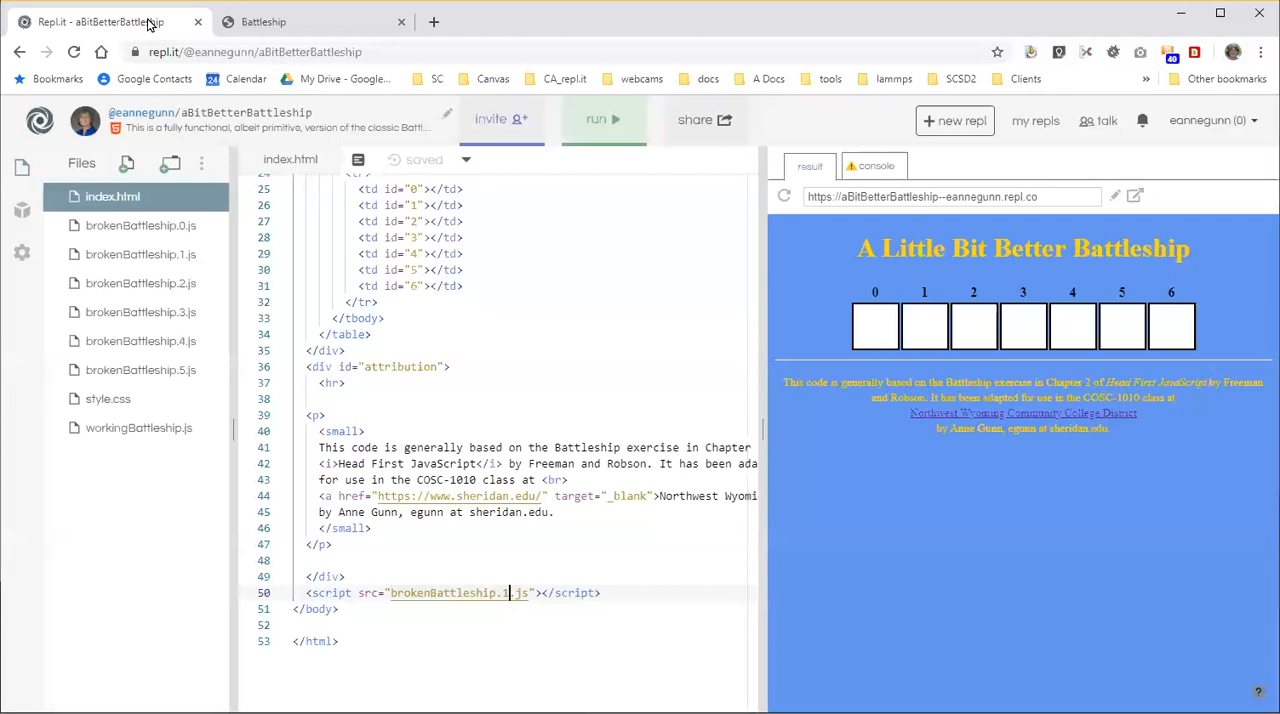 Repl.it - aBitBetterBattleship
Battleship
repl.it/@eannegunn/aBitBetterBattleship
Bookmarks
Google Contacts
Calendar
My Drive - Google...
SC
Canvas
CA_repl.it
webcams
docs
A Docs
tools
lammps
SCSD2
Clients
»
Other bookmarks
40
@eannegunn/aBitBetterBattleship
This is a fully functional, albeit primitive, version of the classic Battl...
invite
run
share
+ new repl
my repls
talk
eannegunn (0)
Files
index.html
brokenBattleship.0.js
brokenBattleship.1.js
brokenBattleship.2.js
brokenBattleship.3.js
brokenBattleship.4.js
brokenBattleship.5.js
style.css
workingBattleship.js
index.html
saved
24 <tr>
25 <td id="0"></td>
26 <td id="1"></td>
27 <td id="2"></td>
28 <td id="3"></td>
29 <td id="4"></td>
30 <td id="5"></td>
31 <td id="6"></td>
32 </tr>
33 </tbody>
34 </table>
35 </div>
36 <div id="attribution">
37 <hr>
38
39 <p>
40 <small>
41 This code is generally based on the Battleship exercise in Chapter
42 <i>Head First JavaScript</i> by Freeman and Robson. It has been ada
43 for use in the COSC-1010 class at <br>
44 <a href="https://www.sheridan.edu/" target="_blank">Northwest Wyomi
45 by Anne Gunn, egunn at sheridan.edu.
46 </small>
47 </p>
48
49 </div>
50 <script src="brokenBattleship.1.js"></script>
51 </body>
52
53 </html>
result
console
https://aBitBetterBattleship--eannegunn.repl.co
A Little Bit Better Battleship
0 1 2 3 4 5 6
This code is generally based on the Battleship exercise in Chapter 2 of Head First JavaScript by Freeman
and Robson. It has been adapted for use in the COSC-1010 class at
Northwest Wyoming Community College District
by Anne Gunn, egunn at sheridan.edu.
?